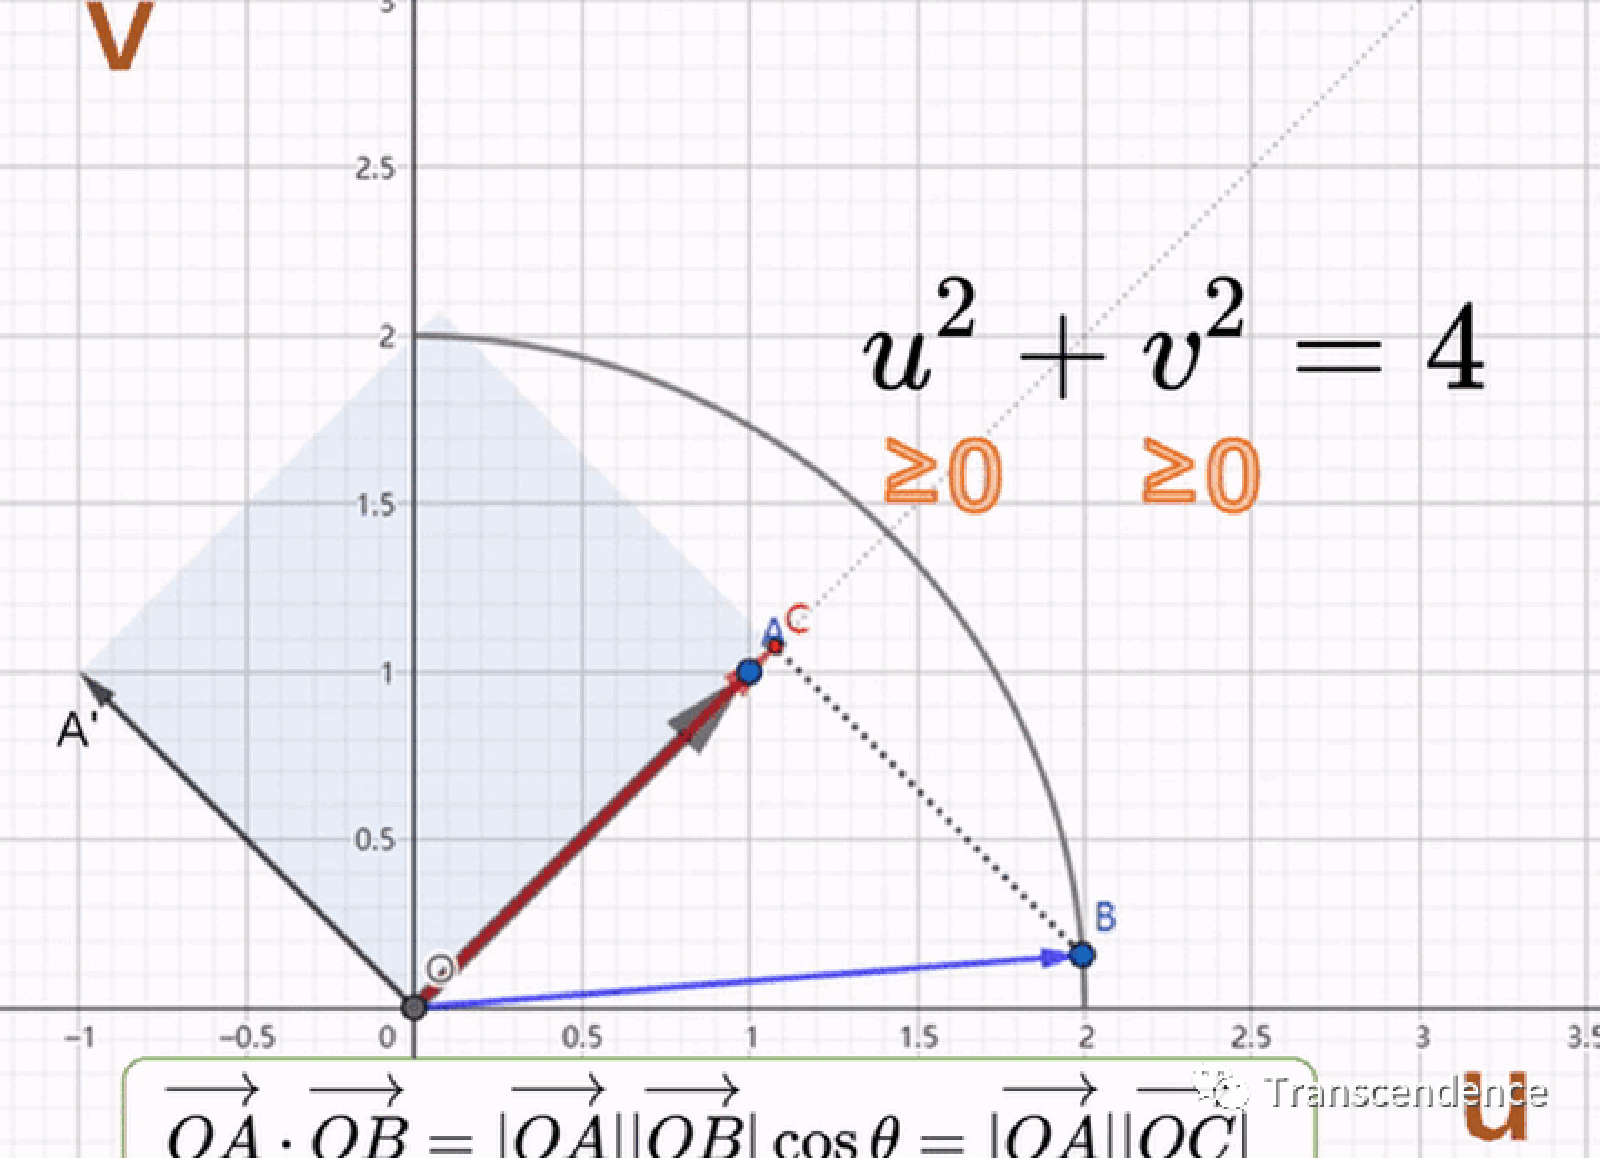 V
3
2.5
u² + v² = 4
2
≥0 ≥0
1.5
C
A
1
A'
0.5
B
O
−1 −0.5 0 0.5 1 1.5 2 2.5 3 3.5
u
OA · OB = |OA||OB| cos θ = |OA||OC|
Transcendence